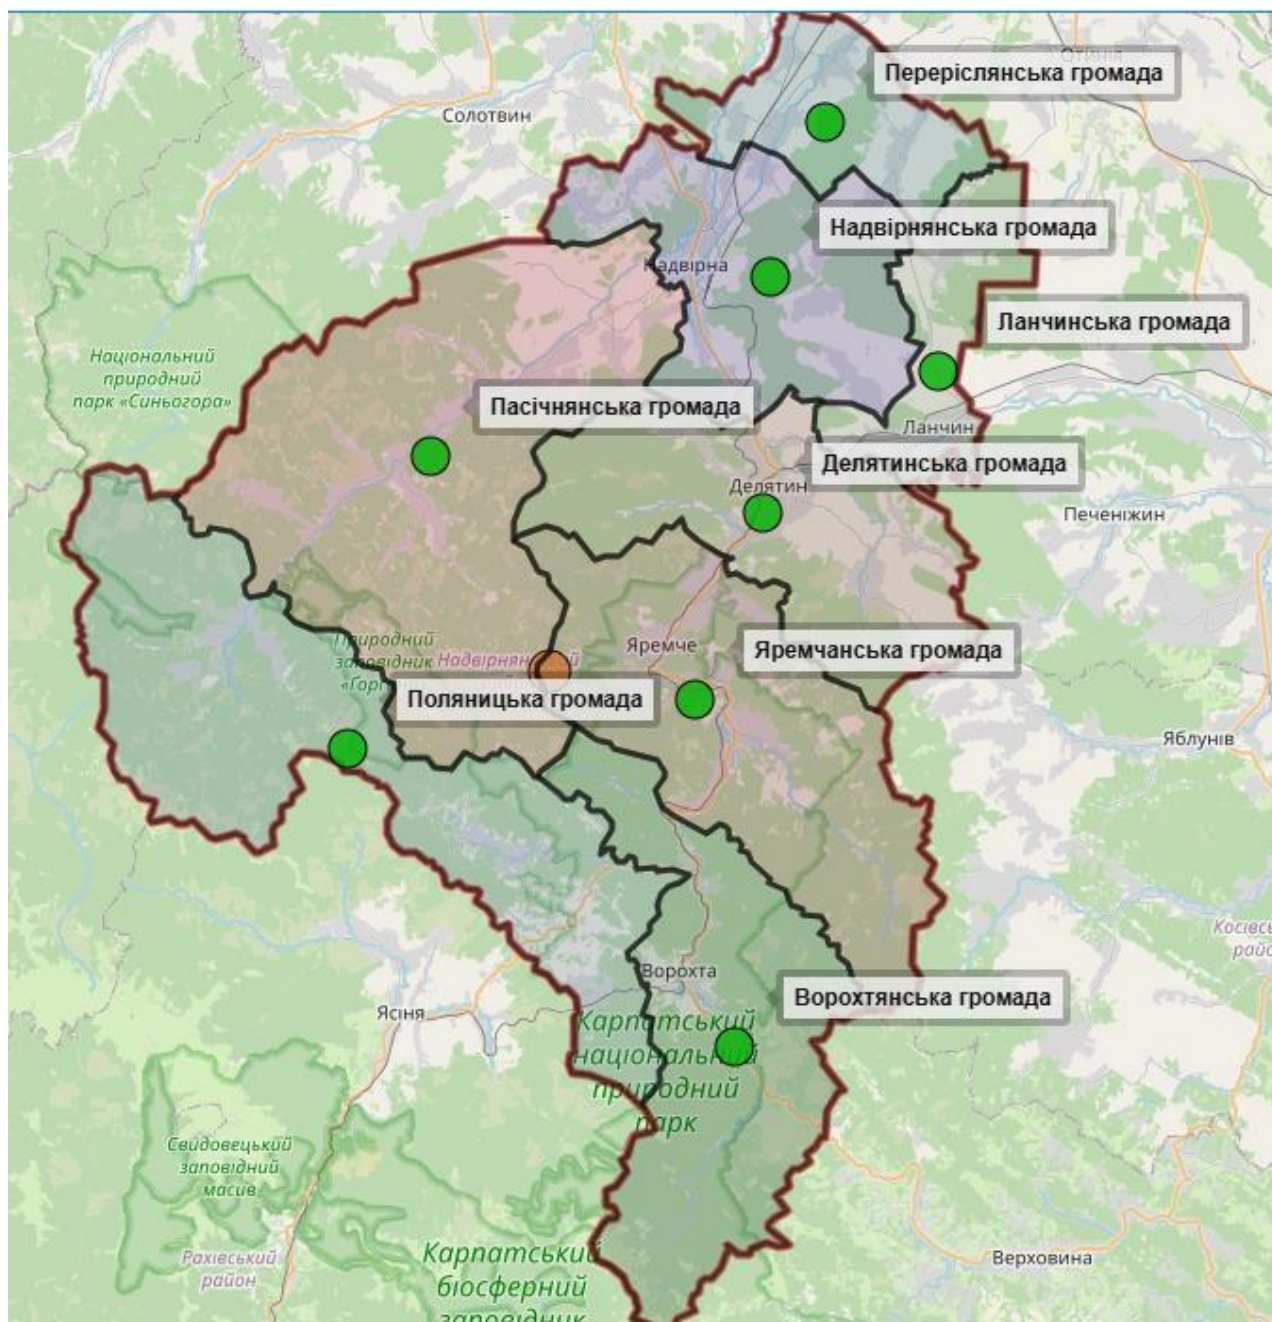 Отинія
Переріслянська громада
Солотвин
Надвірнянська громада
Надвірна
Ланчинська громада
Національний
природний
парк «Синьогора»
Пасічнянська громада
Ланчин
Делятинська громада
Делятин
Печеніжин
Природний
заповідник
Яремче
Яремчанська громада
Поляницька громада
Яблунів
Ворохта
Ворохтянська громада
Ясіня
Карпатський
національний
природний
парк
Свидовецький
заповідний
масив
Рахівський
район
Карпатський
біосферний
заповідник
Верховина